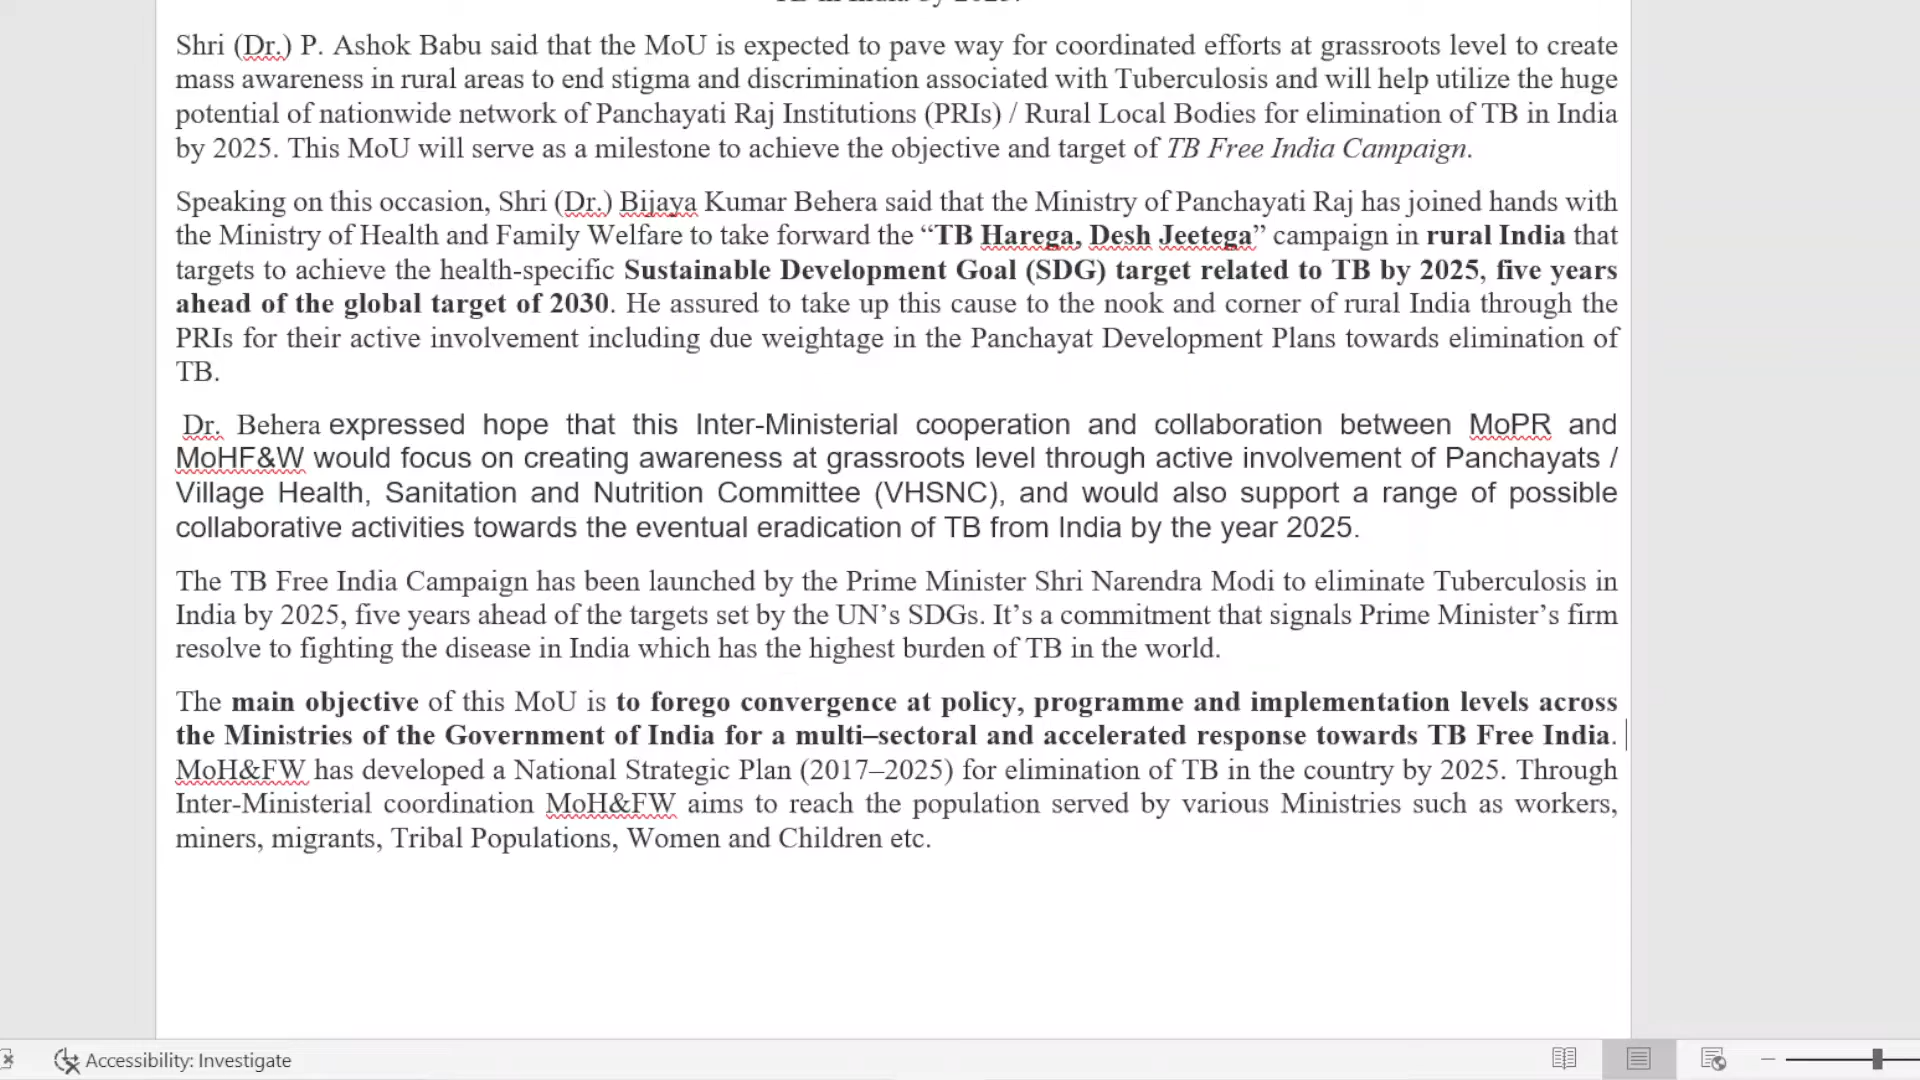 TB in India by 2025.
Shri (Dr.) P. Ashok Babu said that the MoU is expected to pave way for coordinated efforts at grassroots level to create
mass awareness in rural areas to end stigma and discrimination associated with Tuberculosis and will help utilize the huge
potential of nationwide network of Panchayati Raj Institutions (PRIs) / Rural Local Bodies for elimination of TB in India
by 2025. This MoU will serve as a milestone to achieve the objective and target of TB Free India Campaign.
Speaking on this occasion, Shri (Dr.) Bijaya Kumar Behera said that the Ministry of Panchayati Raj has joined hands with
the Ministry of Health and Family Welfare to take forward the “TB Harega, Desh Jeetega” campaign in rural India that
targets to achieve the health-specific Sustainable Development Goal (SDG) target related to TB by 2025, five years
ahead of the global target of 2030. He assured to take up this cause to the nook and corner of rural India through the
PRIs for their active involvement including due weightage in the Panchayat Development Plans towards elimination of
TB.
Dr. Behera expressed hope that this Inter-Ministerial cooperation and collaboration between MoPR and
MoHF&W would focus on creating awareness at grassroots level through active involvement of Panchayats /
Village Health, Sanitation and Nutrition Committee (VHSNC), and would also support a range of possible
collaborative activities towards the eventual eradication of TB from India by the year 2025.
The TB Free India Campaign has been launched by the Prime Minister Shri Narendra Modi to eliminate Tuberculosis in
India by 2025, five years ahead of the targets set by the UN’s SDGs. It’s a commitment that signals Prime Minister’s firm
resolve to fighting the disease in India which has the highest burden of TB in the world.
The main objective of this MoU is to forego convergence at policy, programme and implementation levels across
the Ministries of the Government of India for a multi–sectoral and accelerated response towards TB Free India.
MoH&FW has developed a National Strategic Plan (2017–2025) for elimination of TB in the country by 2025. Through
Inter-Ministerial coordination MoH&FW aims to reach the population served by various Ministries such as workers,
miners, migrants, Tribal Populations, Women and Children etc.
Accessibility: Investigate